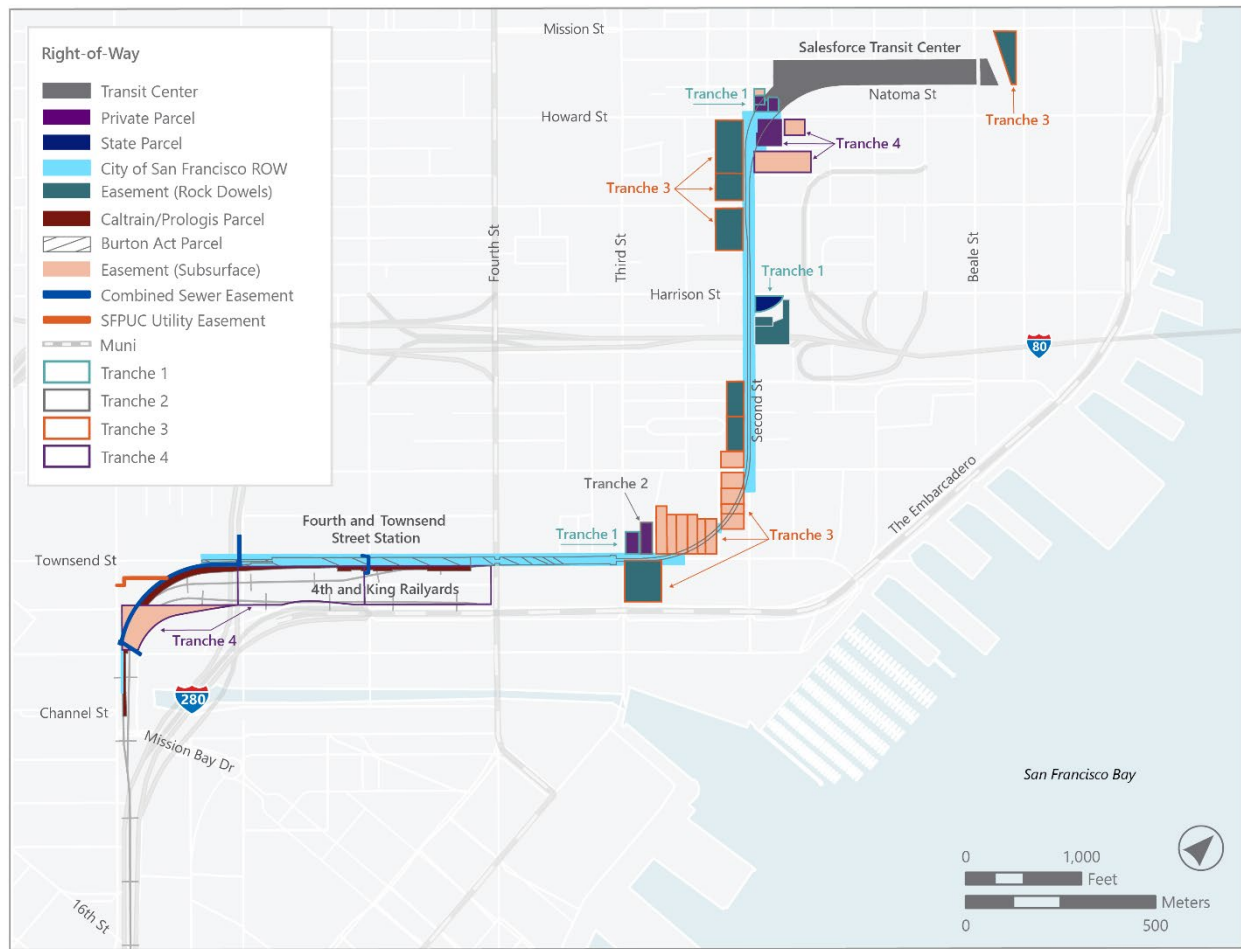 Right-of-Way
Transit Center
Private Parcel
State Parcel
City of San Francisco ROW
Easement (Rock Dowels)
Caltrain/Prologis Parcel
Burton Act Parcel
Easement (Subsurface)
Combined Sewer Easement
SFPUC Utility Easement
Muni
Tranche 1
Tranche 2
Tranche 3
Tranche 4
Mission St
Salesforce Transit Center
Tranche 1
Natoma St
Howard St
Tranche 3
Tranche 4
Tranche 3
Fourth St
Third St
Beale St
Tranche 1
Harrison St
80
Second St
The Embarcadero
Tranche 2
Fourth and Townsend
Street Station
Tranche 1
Tranche 3
Townsend St
4th and King Railyards
Tranche 4
280
Channel St
Mission Bay Dr
San Francisco Bay
16th St
0 1,000
Feet
Meters
0 500